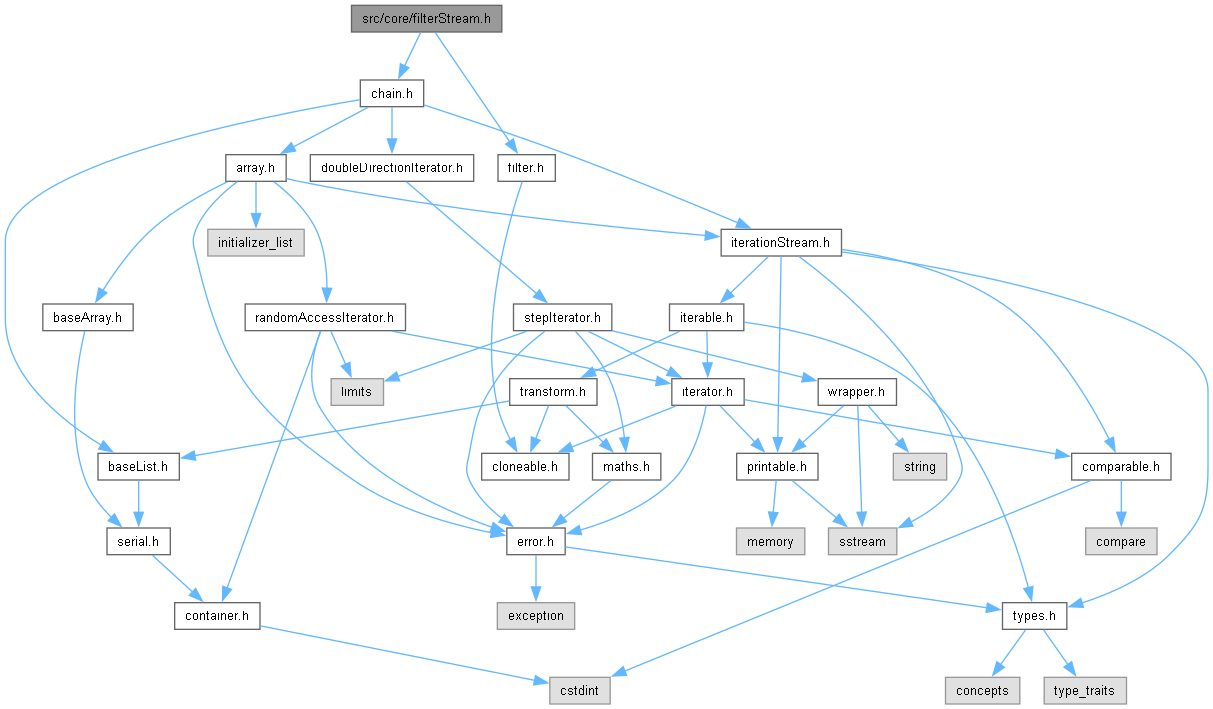 src/core/filterStream.h
chain.h
array.h
doubleDirectionIterator.h
filter.h
initializer_list
iterationStream.h
baseArray.h
randomAccessIterator.h
stepIterator.h
iterable.h
limits
transform.h
iterator.h
wrapper.h
baseList.h
cloneable.h
maths.h
printable.h
string
comparable.h
serial.h
error.h
memory
sstream
compare
container.h
exception
types.h
cstdint
concepts
type_traits